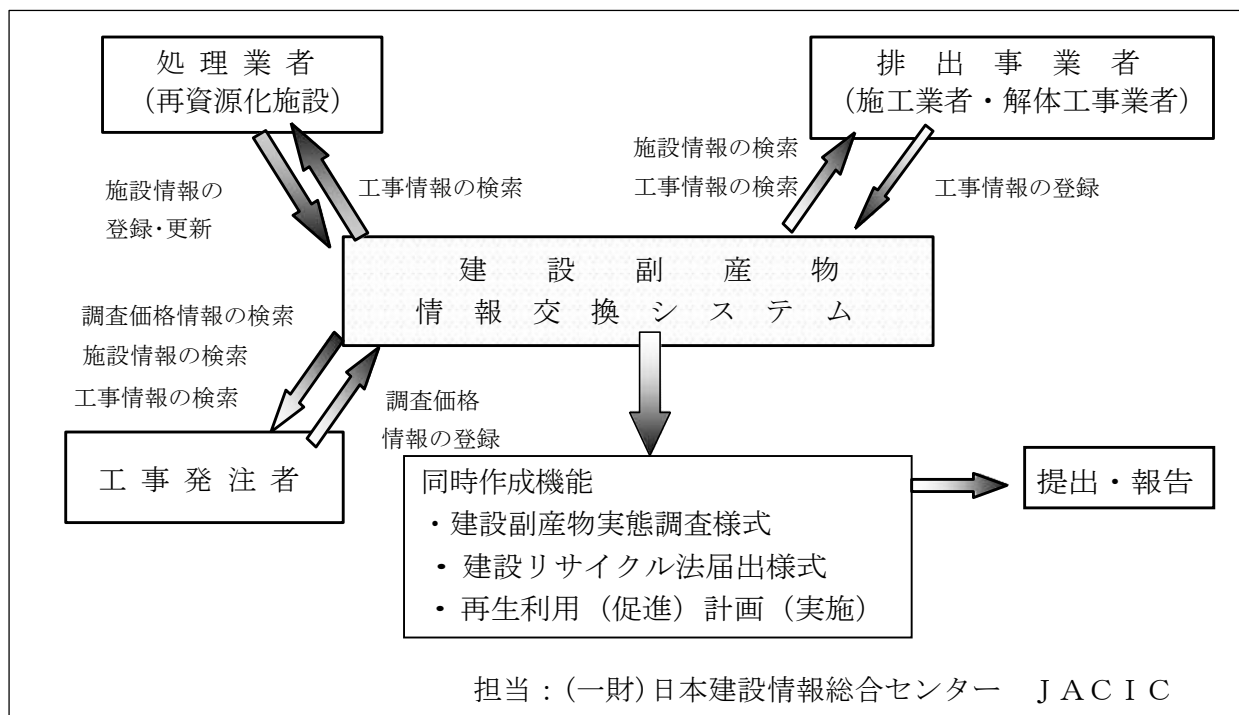 処理業者
（再資源化施設）
排出事業者
（施工業者・解体工事業者）
施設情報の
登録･更新
工事情報の検索
施設情報の検索
工事情報の検索
工事情報の登録
建設副産物
情報交換システム
調査価格情報の検索
施設情報の検索
工事情報の検索
調査価格
情報の登録
工事発注者
同時作成機能
・建設副産物実態調査様式
・建設リサイクル法届出様式
・再生利用（促進）計画（実施）
提出・報告
担当：(一財)日本建設情報総合センター　ＪＡＣＩＣ